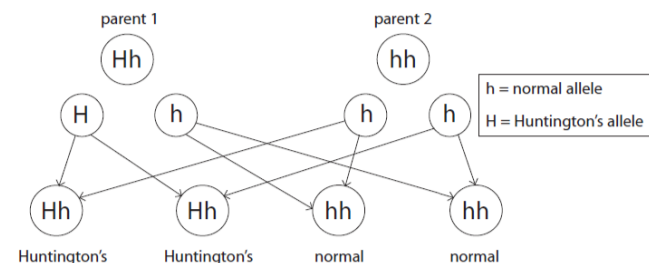 parent 1 parent 2
Hh hh
h = normal allele
H = Huntington's allele
H h h h
Hh Hh hh hh
Huntington's Huntington's normal normal